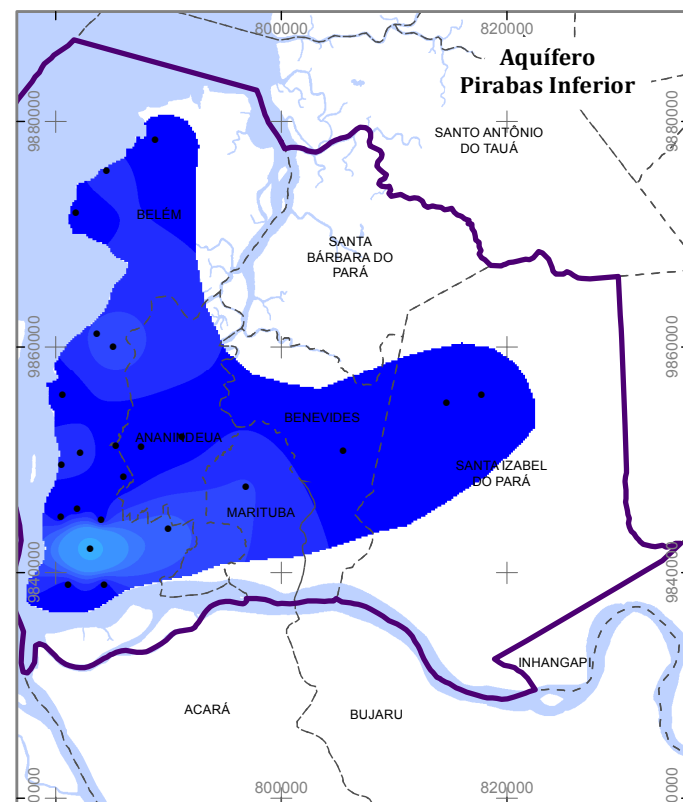 800000
820000
Aquífero
Pirabas Inferior
9880000
9880000
SANTO ANTÔNIO
DO TAUÁ
BELÉM
SANTA
BÁRBARA DO
PARÁ
9860000
9860000
BENEVIDES
ANANINDEUA
SANTA IZABEL
DO PARÁ
MARITUBA
9840000
9840000
INHANGAPI
ACARÁ
BUJARU
800000
820000